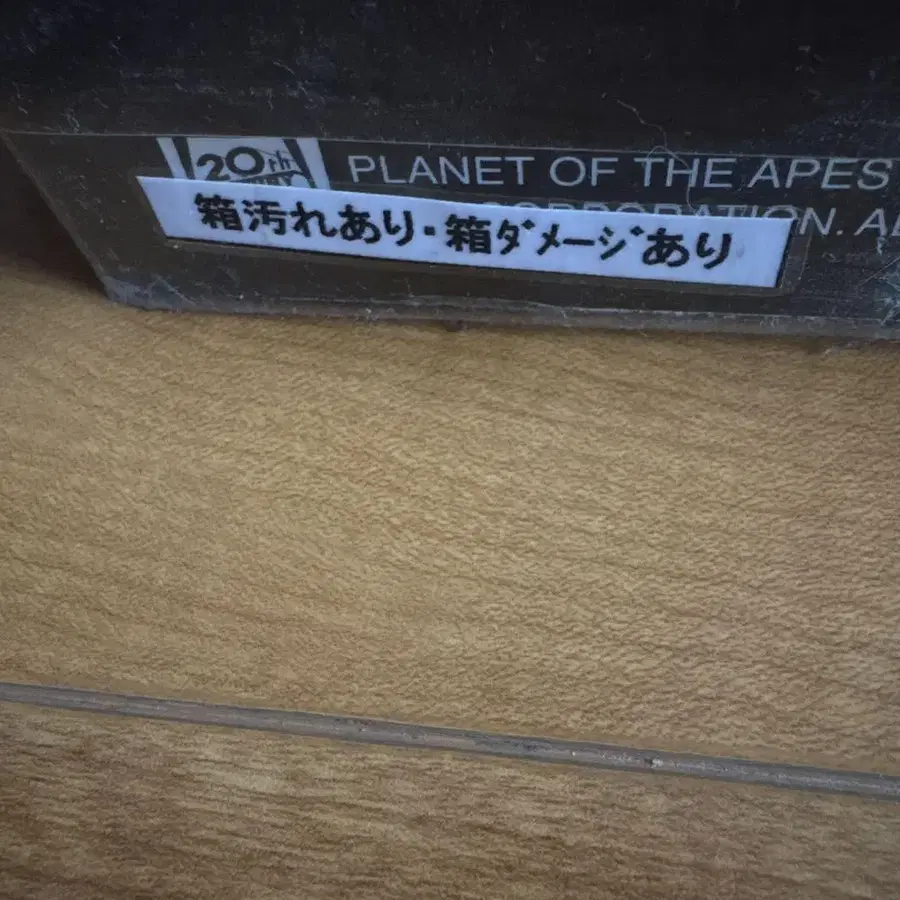 20th
PLANET OF THE APES
CORPORATION. A
箱汚れあり・箱ダメージあり